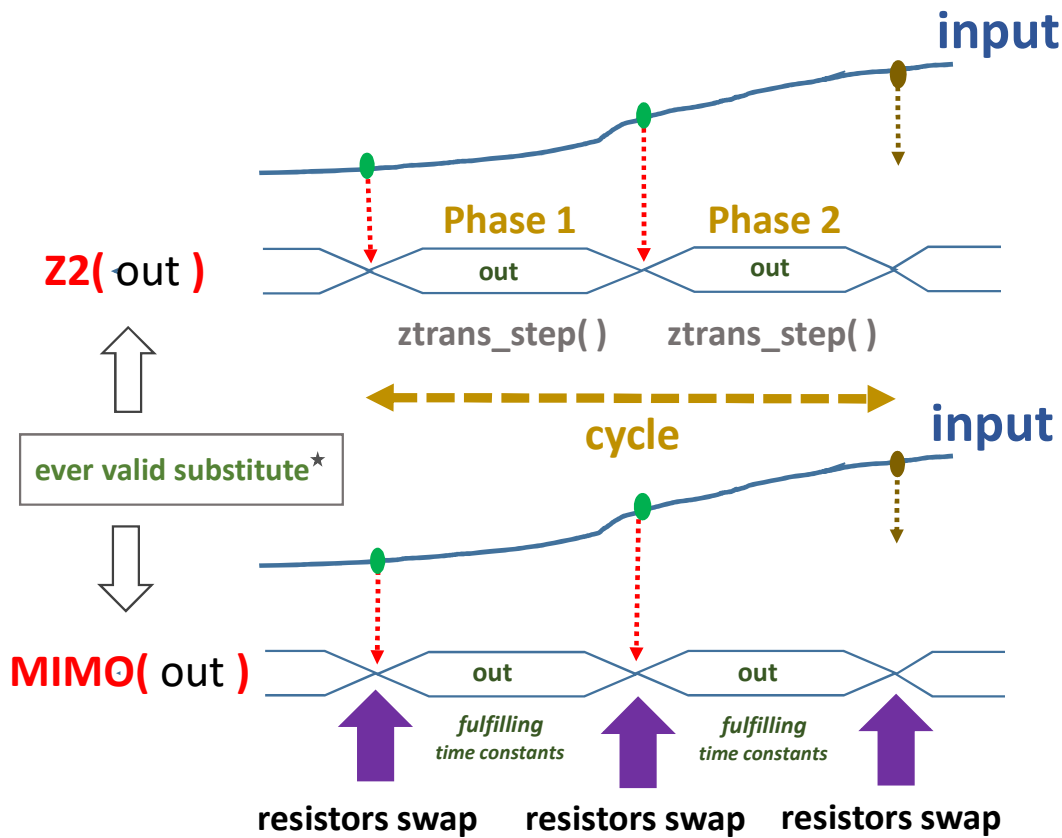 input
Phase 1
Phase 2
Z2( out )
out
out
ztrans_step( )
ztrans_step( )
cycle
input
ever valid substitute★
MIMO( out )
out
out
fulfilling
time constants
fulfilling
time constants
resistors swap
resistors swap
resistors swap